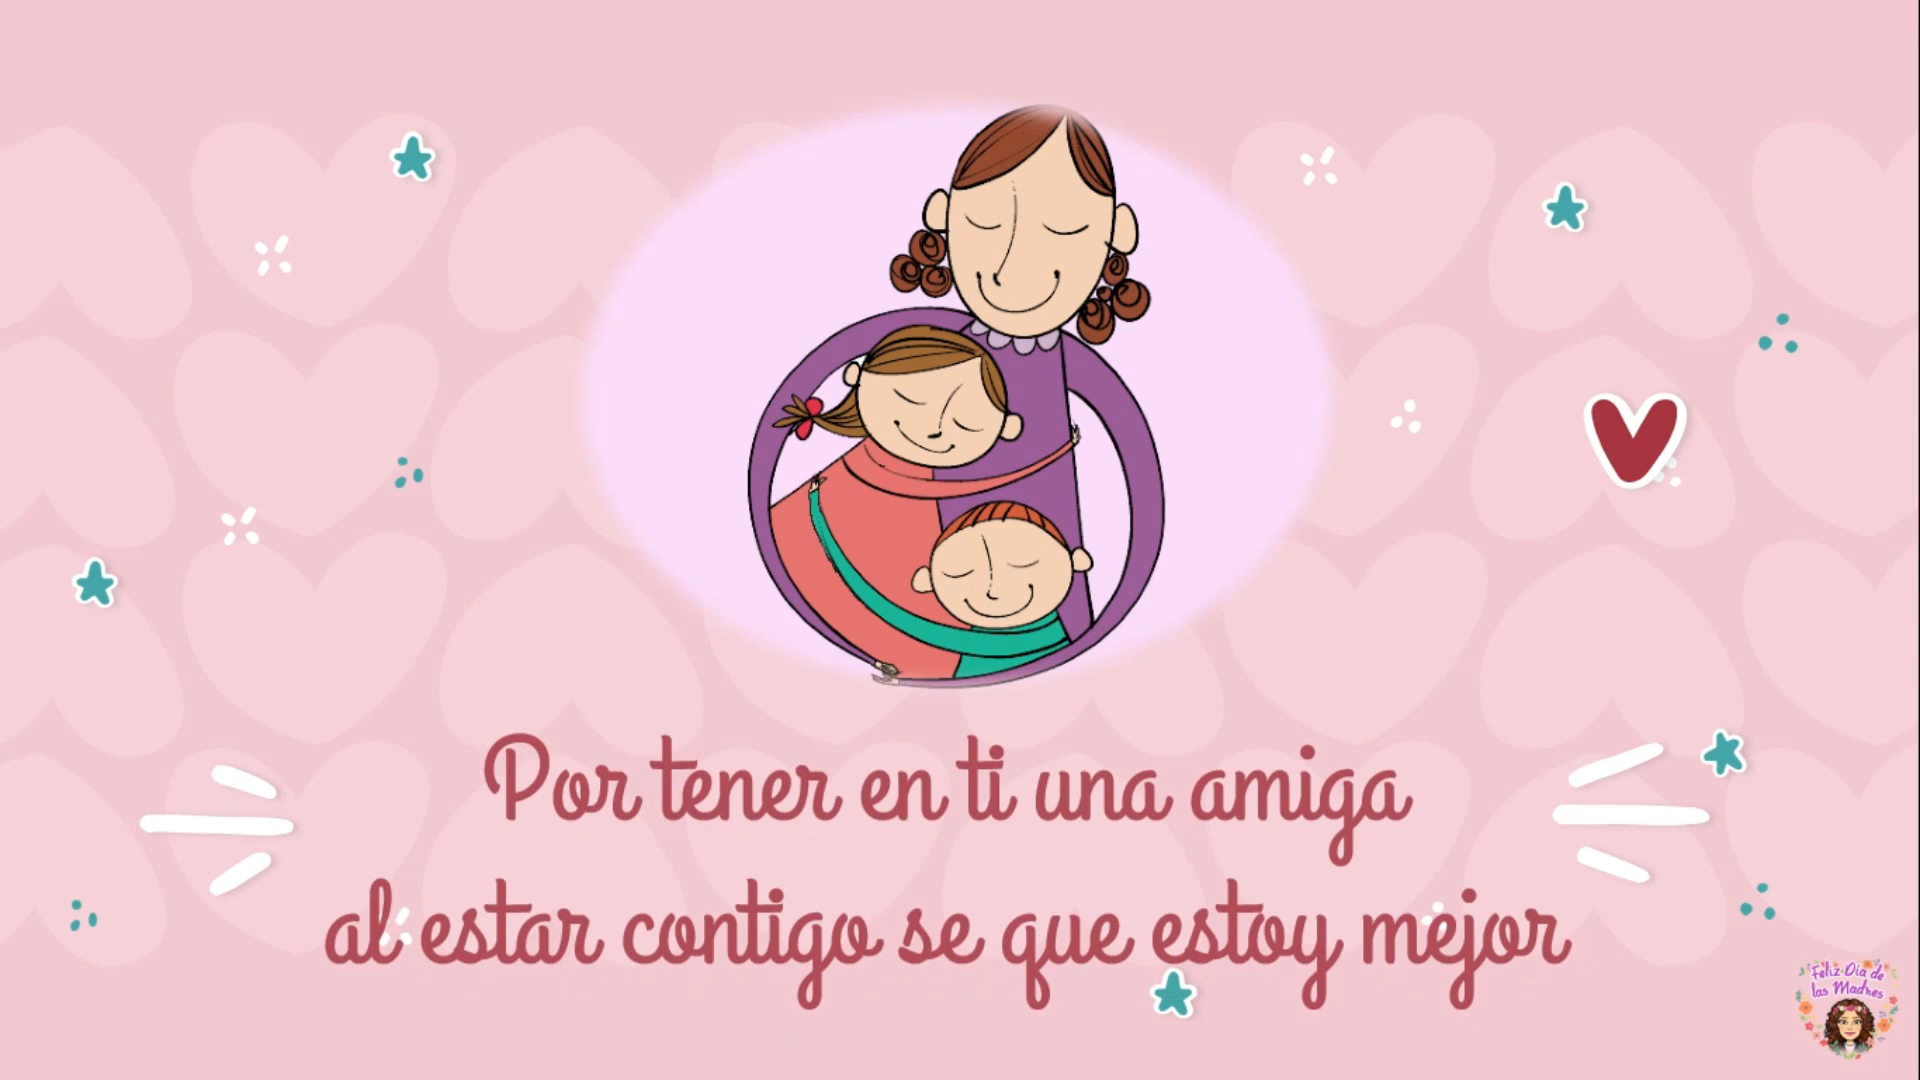 Por tener en ti una amiga
al estar contigo se que estoy mejor
Feliz Día de
las Madres